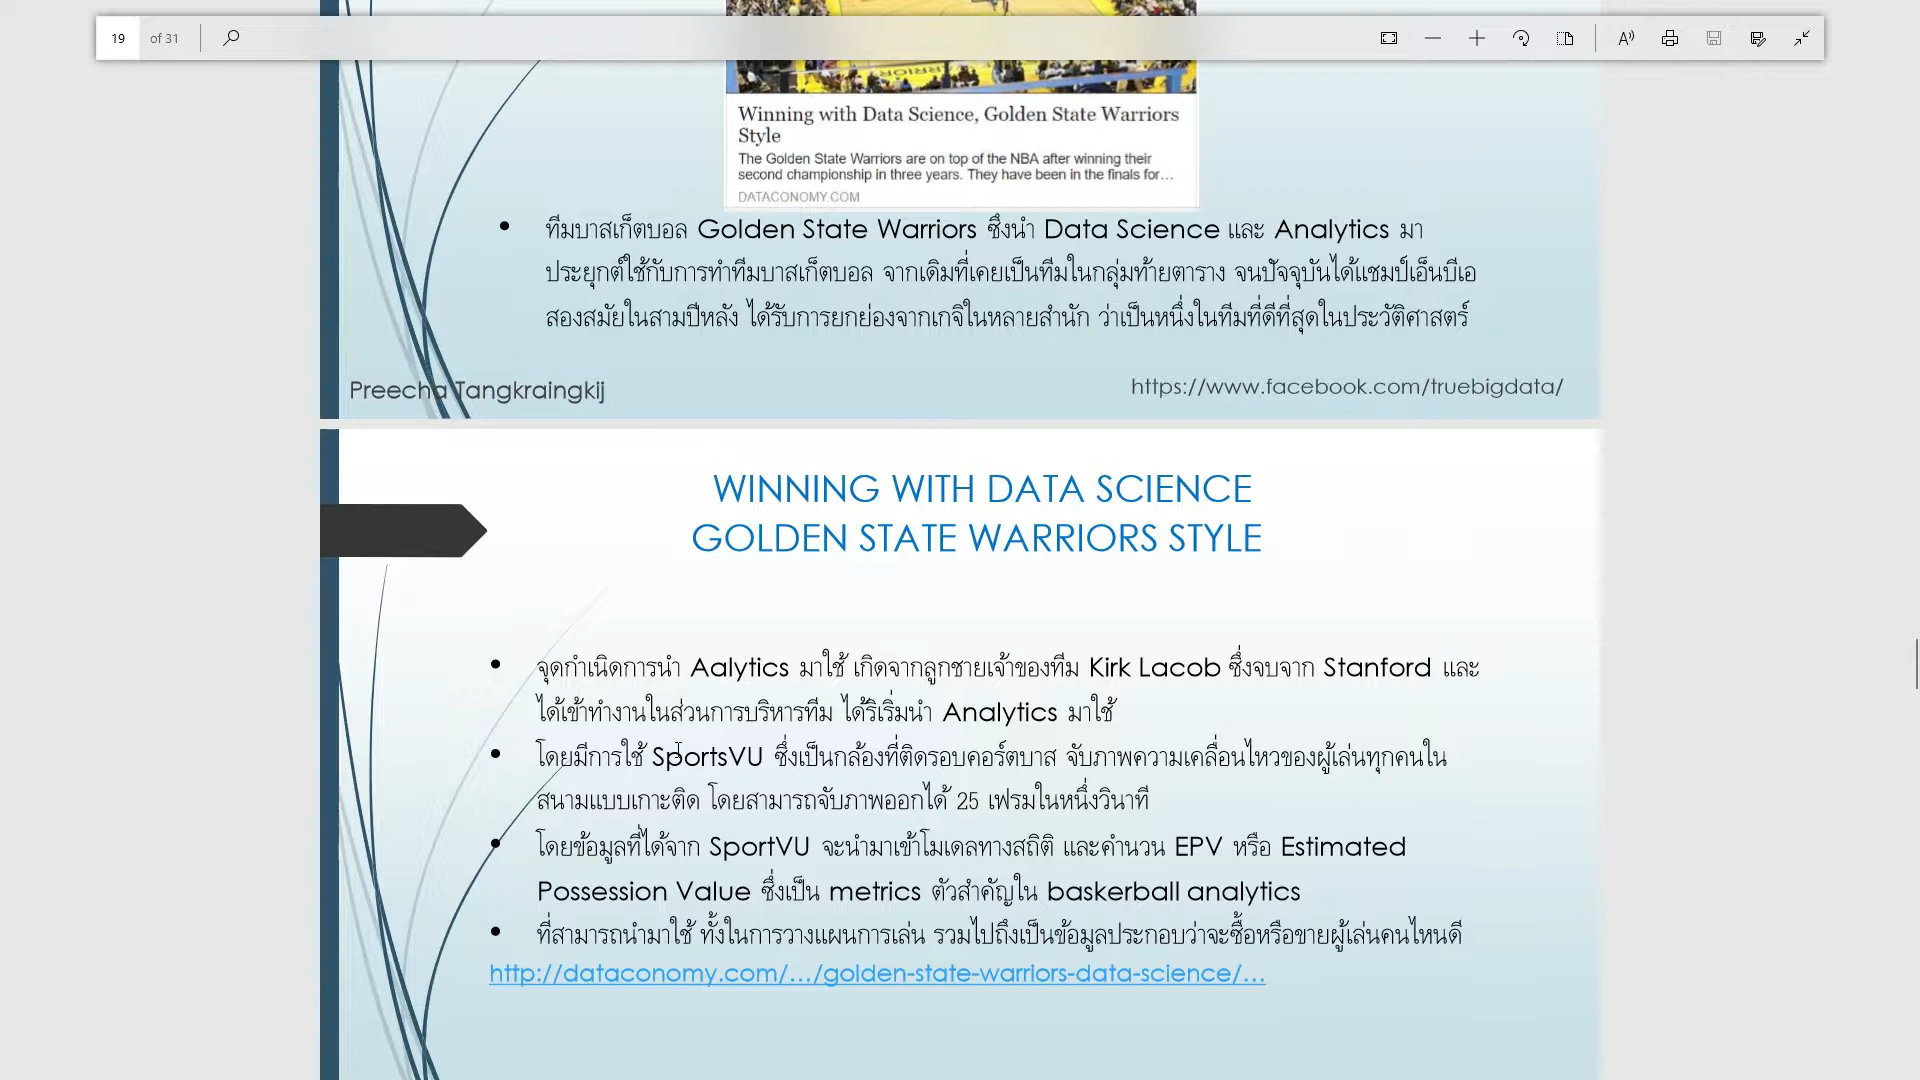 19 of 31
WARRIOR
Winning with Data Science, Golden State Warriors
Style
The Golden State Warriors are on top of the NBA after winning their
second championship in three years. They have been in the finals for...
DATACONOMY.COM
• ทีมบาสเก็ตบอล Golden State Warriors ซึ่งนำ Data Science และ Analytics มา
ประยุกต์ใช้กับการทำทีมบาสเก็ตบอล จากเดิมที่เคยเป็นทีมในกลุ่มท้ายตาราง จนปัจจุบันได้แชมป์เอ็นบีเอ
สองสมัยในสามปีหลัง ได้รับการยกย่องจากเกจิในหลายสำนัก ว่าเป็นหนึ่งในทีมที่ดีที่สุดในประวัติศาสตร์
Preecha Tangkraingkij
https://www.facebook.com/truebigdata/
WINNING WITH DATA SCIENCE
GOLDEN STATE WARRIORS STYLE
• จุดกำเนิดการนำ Aalytics มาใช้ เกิดจากลูกชายเจ้าของทีม Kirk Lacob ซึ่งจบจาก Stanford และ
ได้เข้าทำงานในส่วนการบริหารทีม ได้ริเริ่มนำ Analytics มาใช้
• โดยมีการใช้ SportsVU ซึ่งเป็นกล้องที่ติดรอบคอร์ตบาส จับภาพความเคลื่อนไหวของผู้เล่นทุกคนใน
สนามแบบเกาะติด โดยสามารถจับภาพออกได้ 25 เฟรมในหนึ่งวินาที
• โดยข้อมูลที่ได้จาก SportVU จะนำมาเข้าโมเดลทางสถิติ และคำนวน EPV หรือ Estimated
Possession Value ซึ่งเป็น metrics ตัวสำคัญใน baskerball analytics
• ที่สามารถนำมาใช้ ทั้งในการวางแผนการเล่น รวมไปถึงเป็นข้อมูลประกอบว่าจะซื้อหรือขายผู้เล่นคนไหนดี
http://dataconomy.com/…/golden-state-warriors-data-science/…